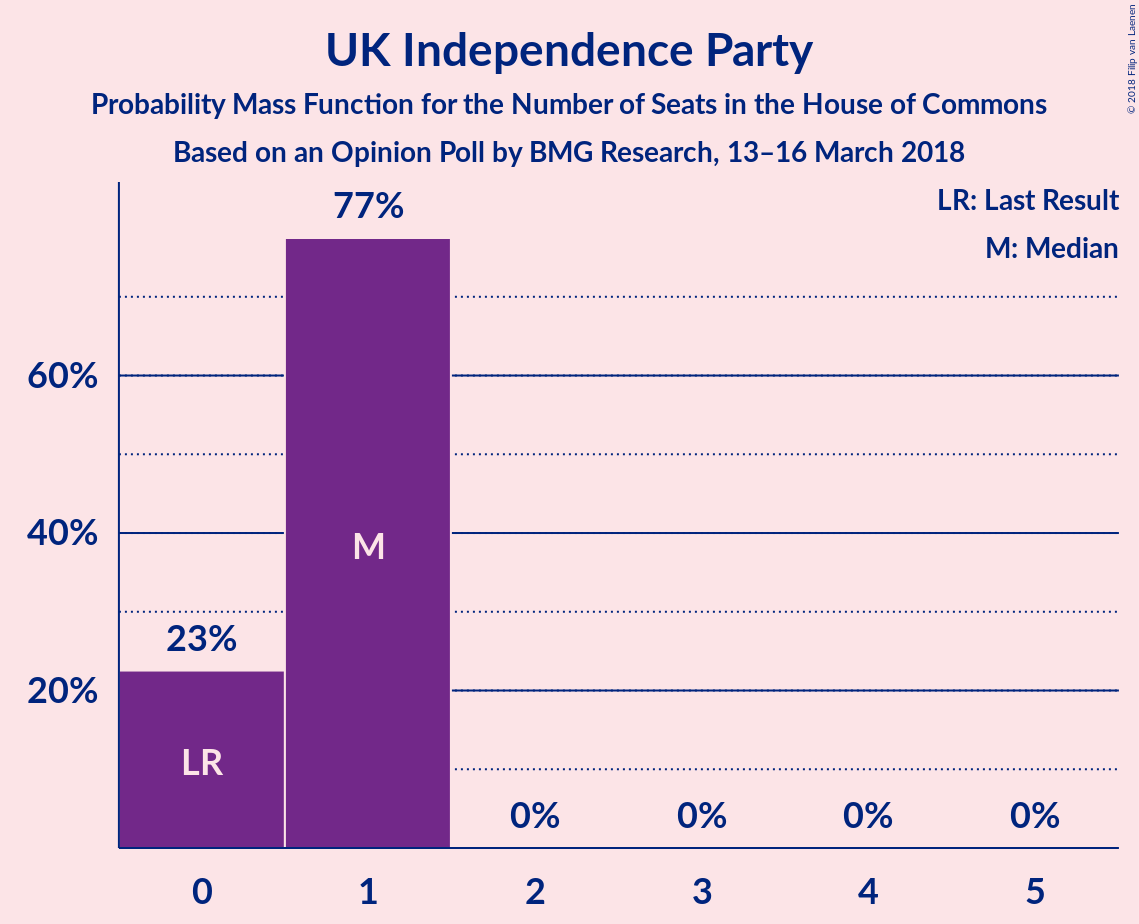 UK Independence Party
Probability Mass Function for the Number of Seats in the House of Commons
Based on an Opinion Poll by BMG Research, 13–16 March 2018
© 2018 Filip van Laenen
LR: Last Result
M: Median
77%
60%
40%
M
23%
20%
LR
0% 0% 0% 0%
0 1 2 3 4 5